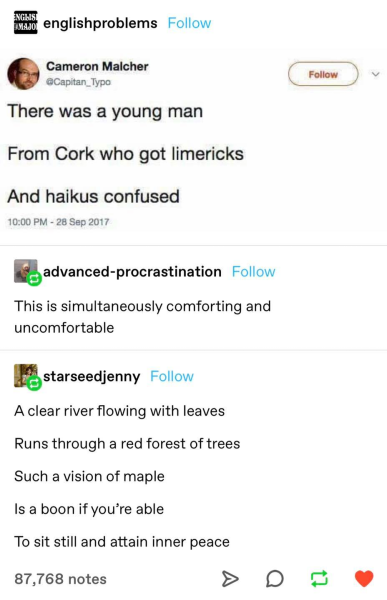 ENGLISH
MAJOR
englishproblems Follow
Cameron Malcher
@Capitan_Typo
Follow
There was a young man
From Cork who got limericks
And haikus confused
10:00 PM - 28 Sep 2017
advanced-procrastination Follow
This is simultaneously comforting and
uncomfortable
starseedjenny Follow
A clear river flowing with leaves
Runs through a red forest of trees
Such a vision of maple
Is a boon if you’re able
To sit still and attain inner peace
87,768 notes